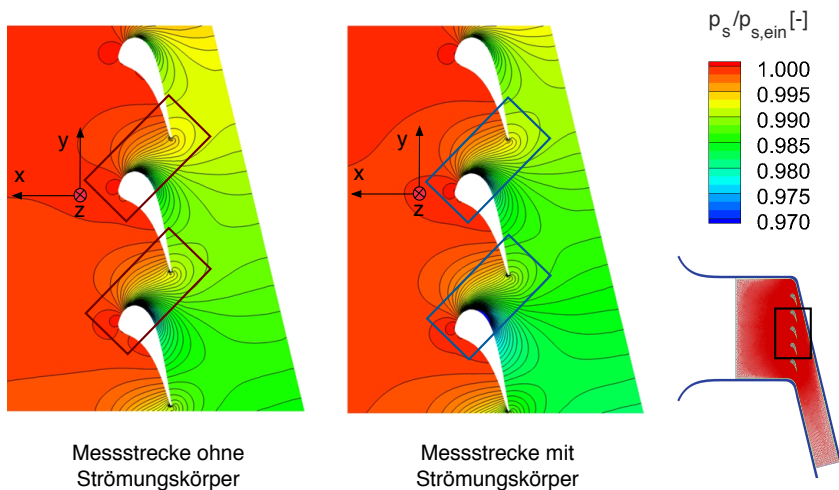 p_s/p_s,ein [-]
1.000
0.995
0.990
0.985
0.980
0.975
0.970
y
x
z
y
x
z
Messstrecke ohne
Strömungskörper
Messstrecke mit
Strömungskörper